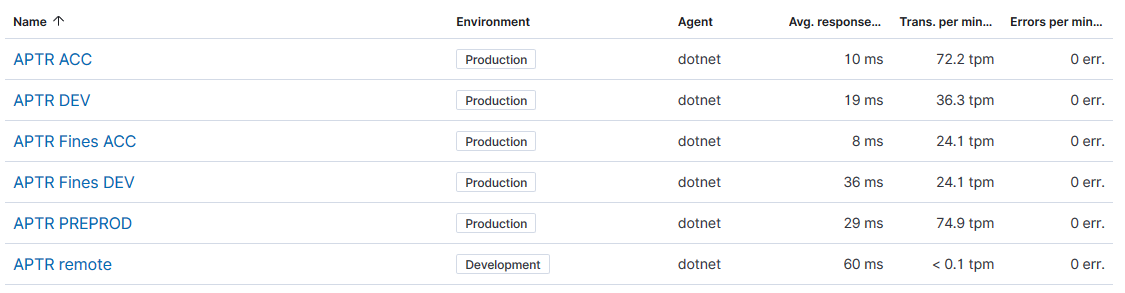 Name ↑ Environment Agent Avg. response... Trans. per min... Errors per min...
APTR ACC Production dotnet 10 ms 72.2 tpm 0 err.
APTR DEV Production dotnet 19 ms 36.3 tpm 0 err.
APTR Fines ACC Production dotnet 8 ms 24.1 tpm 0 err.
APTR Fines DEV Production dotnet 36 ms 24.1 tpm 0 err.
APTR PREPROD Production dotnet 29 ms 74.9 tpm 0 err.
APTR remote Development dotnet 60 ms < 0.1 tpm 0 err.